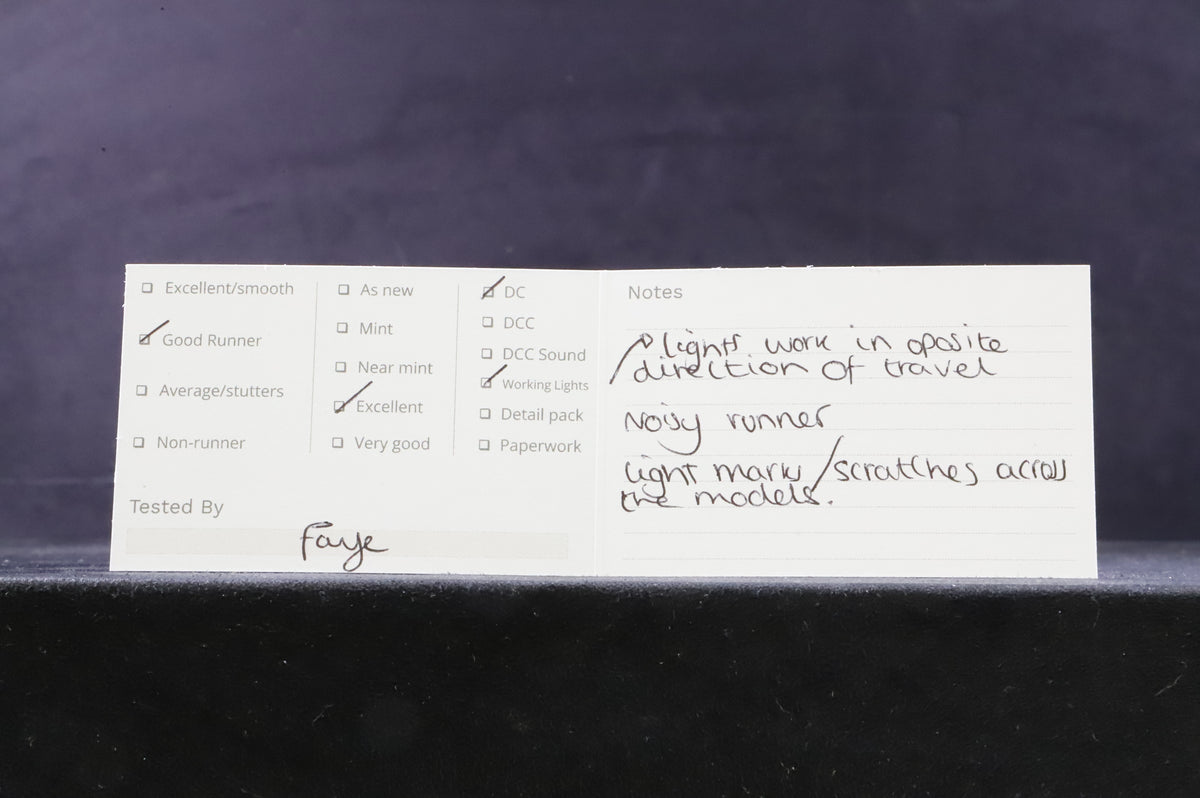 Excellent/smooth
Good Runner
Average/stutters
Non-runner
As new
Mint
Near mint
Excellent
Very good
DC
DCC
DCC Sound
Working Lights
Detail pack
Paperwork
Tested By
Faye
Notes
lights work in oposite
direction of travel
Noisy runner
light marks/scratches across
the models.